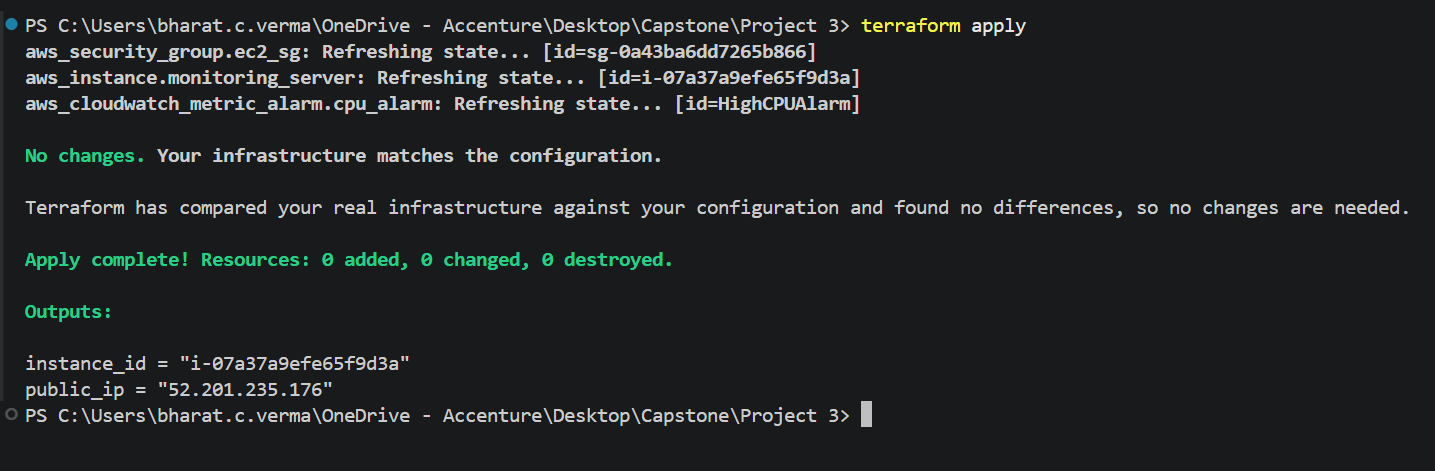 PS C:\Users\bharat.c.verma\OneDrive - Accenture\Desktop\Capstone\Project 3> terraform apply
aws_security_group.ec2_sg: Refreshing state... [id=sg-0a43ba6dd7265b866]
aws_instance.monitoring_server: Refreshing state... [id=i-07a37a9efe65f9d3a]
aws_cloudwatch_metric_alarm.cpu_alarm: Refreshing state... [id=HighCPUAlarm]
No changes. Your infrastructure matches the configuration.
Terraform has compared your real infrastructure against your configuration and found no differences, so no changes are needed.
Apply complete! Resources: 0 added, 0 changed, 0 destroyed.
Outputs:
instance_id = "i-07a37a9efe65f9d3a"
public_ip = "52.201.235.176"
PS C:\Users\bharat.c.verma\OneDrive - Accenture\Desktop\Capstone\Project 3>